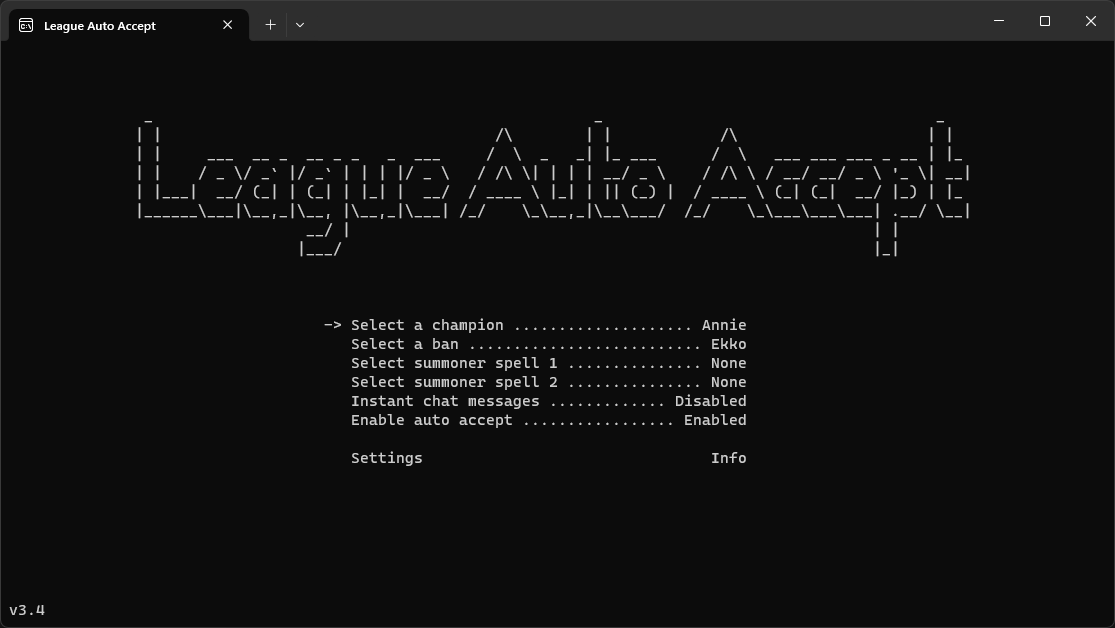 League Auto Accept
League Auto Accept
-> Select a champion .................... Annie
Select a ban .......................... Ekko
Select summoner spell 1 ............... None
Select summoner spell 2 ............... None
Instant chat messages ............. Disabled
Enable auto accept ................. Enabled
Settings Info
v3.4